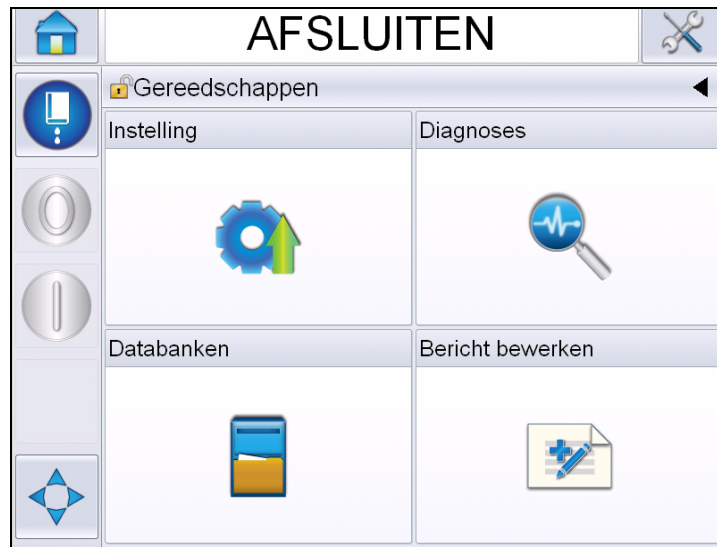 AFSLUITEN
Gereedschappen
Instelling
Diagnoses
Databanken
Bericht bewerken